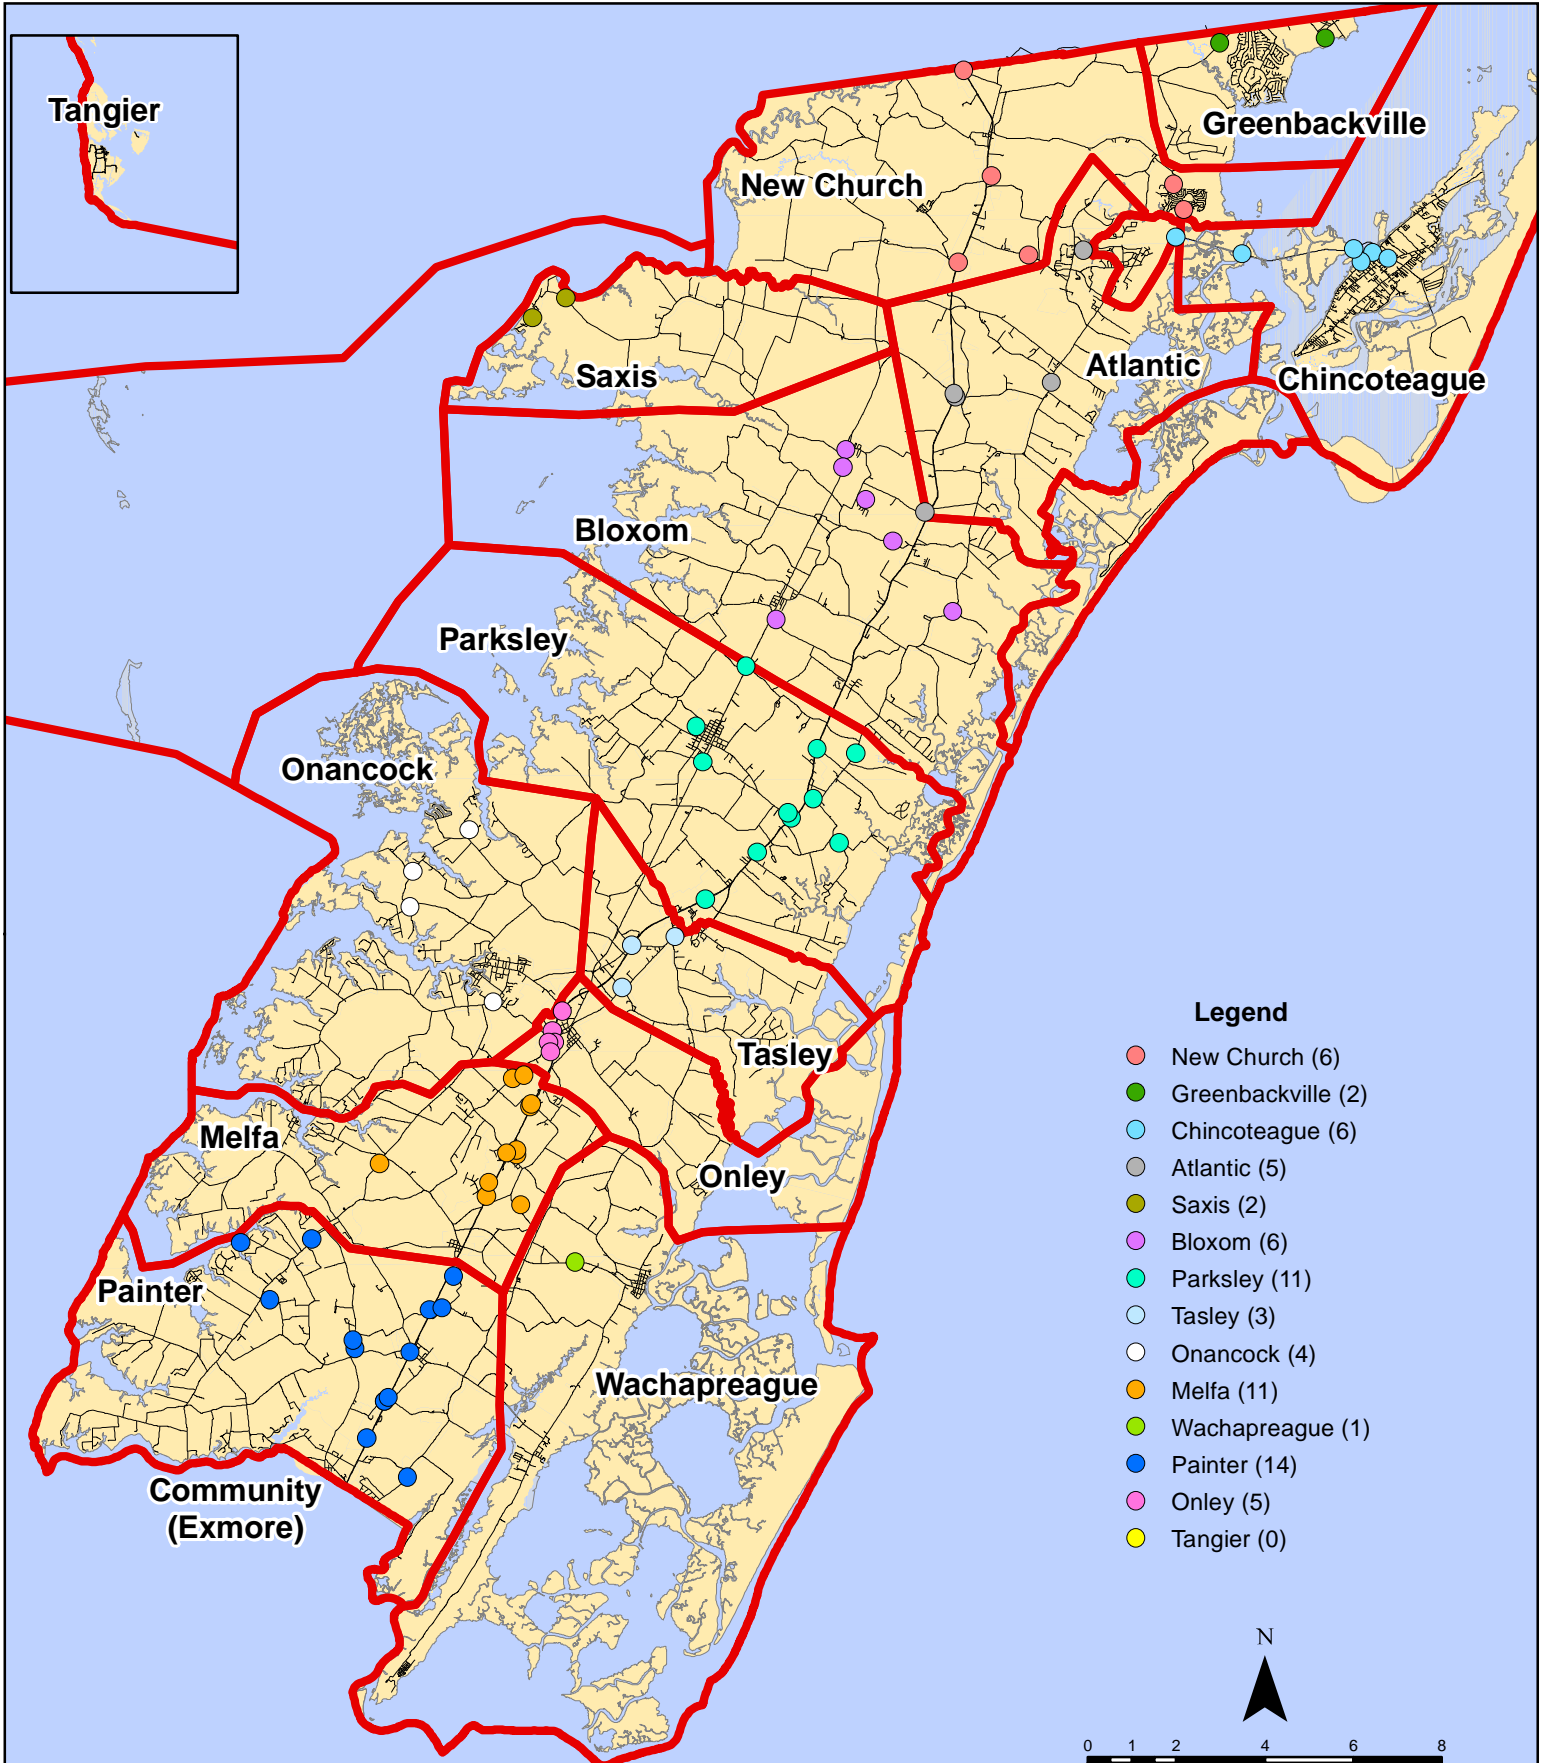 Tangier
Greenbackville
New Church
Saxis
Atlantic
Chincoteague
Bloxom
Parksley
Onancock
Tasley
Melfa
Onley
Painter
Wachapreague
Community
(Exmore)
Legend
New Church (6)
Greenbackville (2)
Chincoteague (6)
Atlantic (5)
Saxis (2)
Bloxom (6)
Parksley (11)
Tasley (3)
Onancock (4)
Melfa (11)
Wachapreague (1)
Painter (14)
Onley (5)
Tangier (0)
N
0 1 2 4 6 8